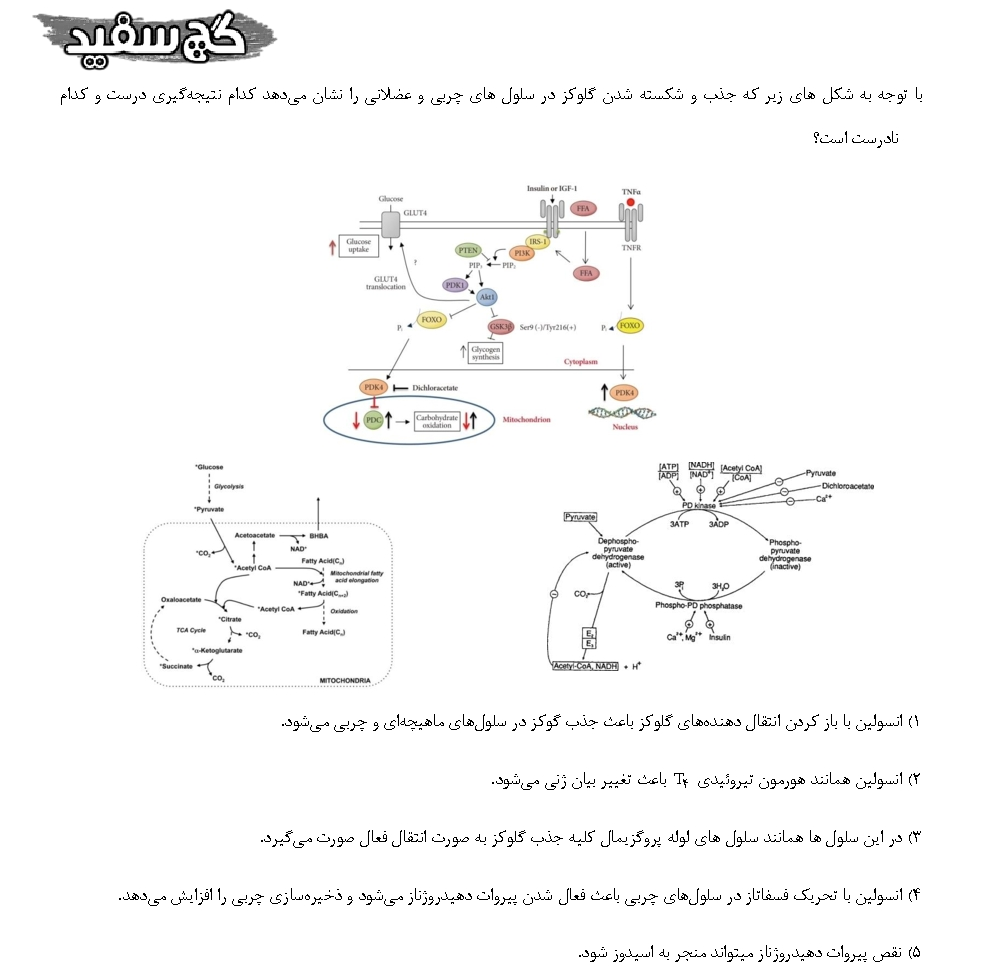 گچ سفید
با توجه به شکل های زیر که جذب و شکسته شدن گلوکز در سلول های چربی و عضلانی را نشان می‌دهد کدام نتیجه‌گیری درست و کدام
نادرست است؟
Insulin or IGF-1
TNFα
Glucose
FFA
GLUT4
Glucose
uptake
IRS-1
TNFR
PTEN
PI3K
?
PIP3
PIP2
FFA
GLUT4
translocation
PDK1
Akt1
FOXO
Pi
GSK3β
Ser9 (-)/Tyr216(+)
Pi
FOXO
Glycogen
synthesis
Cytoplasm
PDK4
Dichloracetate
PDK4
PDC
Carbohydrate
oxidation
Mitochondrion
Nucleus
*Glucose
Glycolysis
*Pyruvate
Acetoacetate
BHBA
NAD+
*CO2
*Acetyl CoA
Fatty Acid(Cn)
Mitochondrial fatty
acid elongation
NAD+
*Fatty Acid(Cn+2)
Oxaloacetate
*Acetyl CoA
Oxidation
*Citrate
TCA Cycle
*CO2
Fatty Acid(Cn)
*α-Ketoglutarate
*Succinate
CO2
MITOCHONDRIA
[ATP]
[ADP]
[NADH]
[NAD+]
[Acetyl CoA]
[CoA]
Pyruvate
Dichloroacetate
Ca2+
PD kinase
3ATP
3ADP
Pyruvate
Dephospho-
pyruvate
dehydrogenase
(active)
Phospho-
pyruvate
dehydrogenase
(inactive)
3Pi
3H2O
CO2
Phospho-PD phosphatase
E2
E3
Ca2+, Mg2+
Insulin
Acetyl-CoA, NADH + H+
۱) انسولین با باز کردن انتقال دهنده‌های گلوکز باعث جذب گوکز در سلول‌های ماهیچه‌ای و چربی می‌شود.
۲) انسولین همانند هورمون تیروئیدی T۴ باعث تغییر بیان ژنی می‌شود.
۳) در این سلول ها همانند سلول های لوله پروگزیمال کلیه جذب گلوکز به صورت انتقال فعال صورت می‌گیرد.
۴) انسولین با تحریک فسفاتاز در سلول‌های چربی باعث فعال شدن پیروات دهیدروژناز می‌شود و ذخیره‌سازی چربی را افزایش می‌دهد.
۵) نقص پیروات دهیدروژناز میتواند منجر به اسیدوز شود.